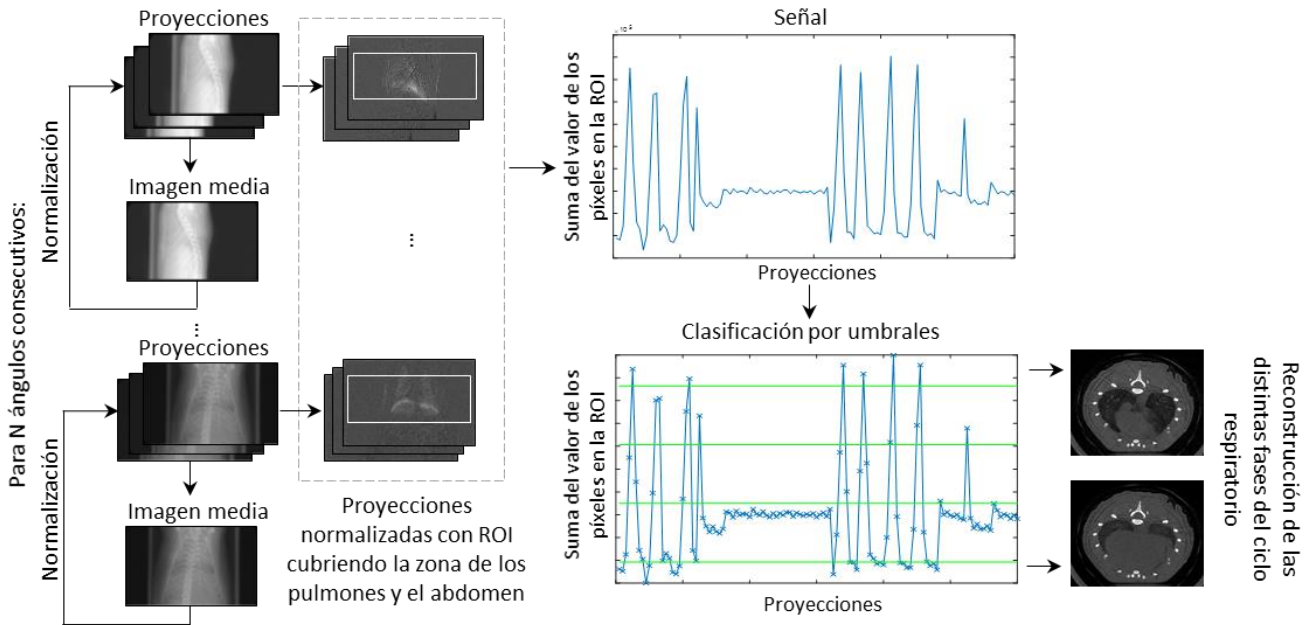 Para N ángulos consecutivos:
Normalización
Proyecciones
Imagen media
...
Proyecciones
Normalización
Imagen media
...
Proyecciones
normalizadas con ROI
cubriendo la zona de los
pulmones y el abdomen
Señal
Suma del valor de los
píxeles en la ROI
Proyecciones
Clasificación por umbrales
Suma del valor de los
píxeles en la ROI
Proyecciones
Reconstrucción de las
distintas fases del ciclo
respiratorio